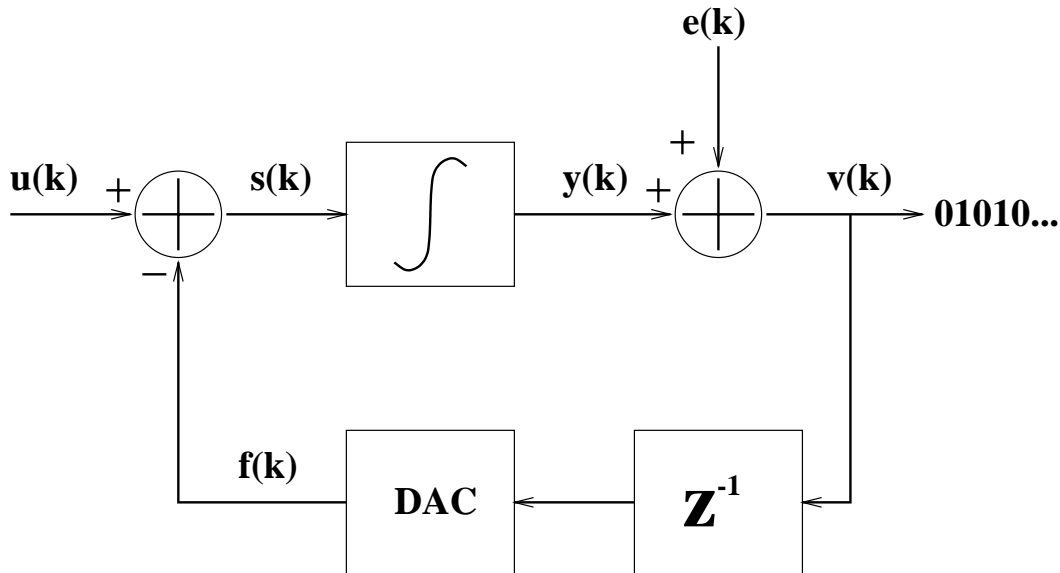 e(k)
+
u(k)
+
s(k)
∫
y(k)
+
v(k)
01010...
−
f(k)
DAC
z⁻¹